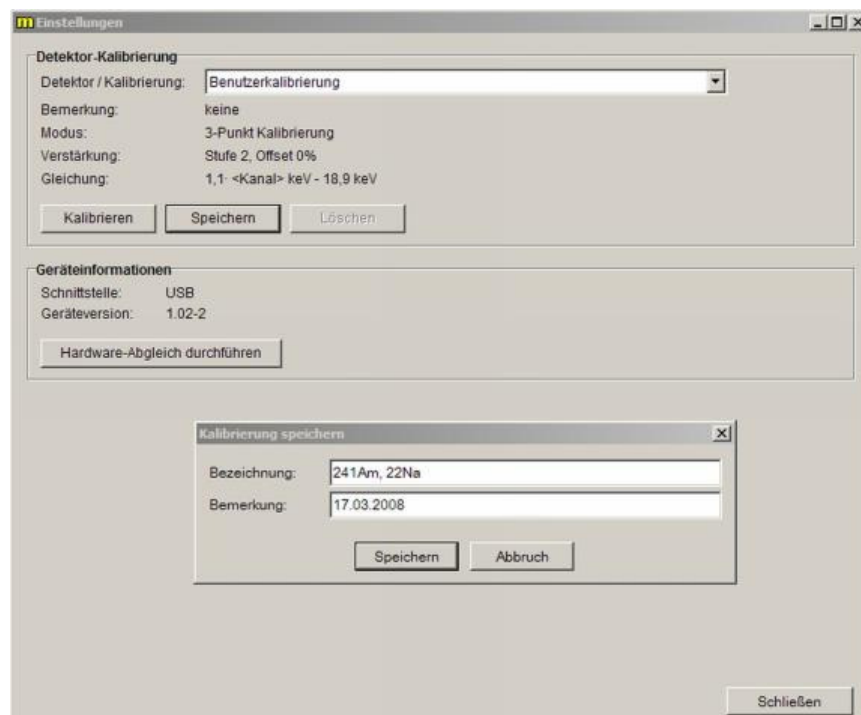 Einstellungen
Detektor-Kalibrierung
Detektor / Kalibrierung: Benutzerkalibrierung
Bemerkung: keine
Modus: 3-Punkt Kalibrierung
Verstärkung: Stufe 2, Offset 0%
Gleichung: 1,1· <Kanal> keV - 18,9 keV
Kalibrieren Speichern Löschen
Geräteinformationen
Schnittstelle: USB
Geräteversion: 1.02-2
Hardware-Abgleich durchführen
Kalibrierung speichern
Bezeichnung: 241Am, 22Na
Bemerkung: 17.03.2008
Speichern Abbruch
Schließen